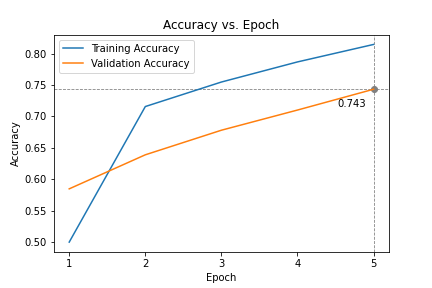 Accuracy vs. Epoch
Training Accuracy
Validation Accuracy
0.80
0.75
0.70
0.65
0.60
0.55
0.50
Accuracy
0.743
1 2 3 4 5
Epoch